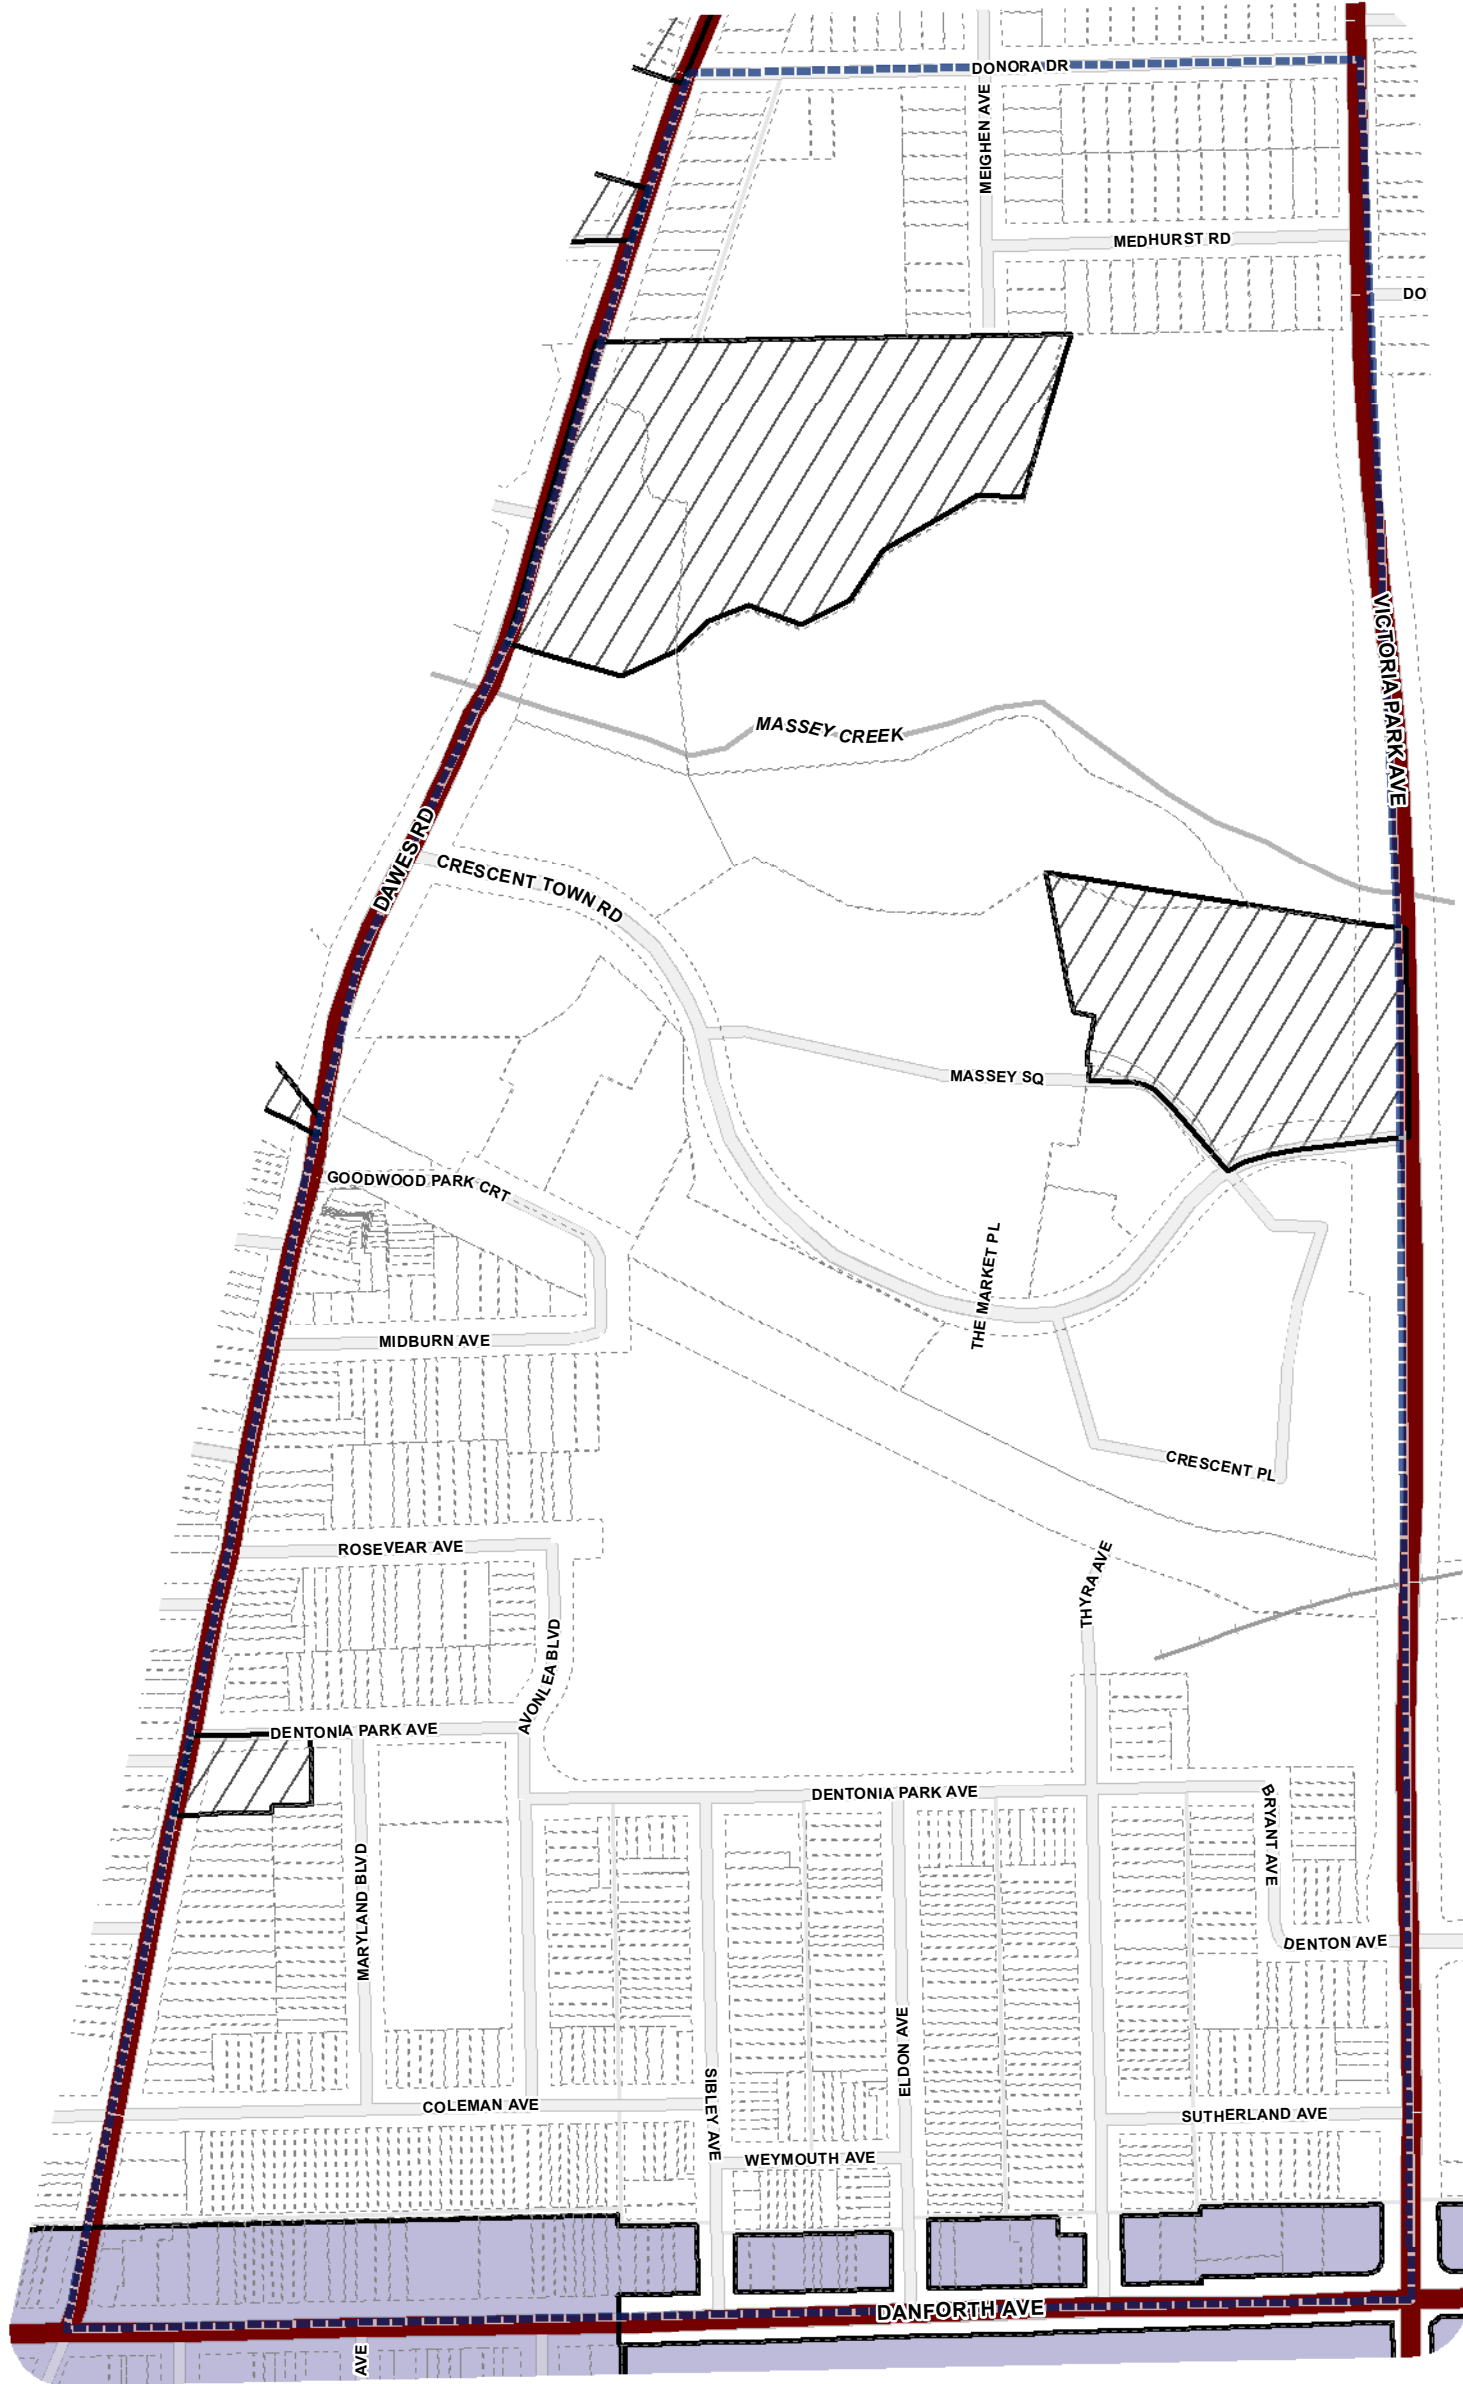 DONORA DR
MEIGHEN AVE
MEDHURST RD
DO
VICTORIA PARK AVE
MASSEY CREEK
DAWES RD
CRESCENT TOWN RD
MASSEY SQ
GOODWOOD PARK CRT
THE MARKET PL
MIDBURN AVE
CRESCENT PL
ROSEVEAR AVE
THYRA AVE
AVONLEA BLVD
DENTONIA PARK AVE
DENTONIA PARK AVE
BRYANT AVE
MARYLAND BLVD
DENTON AVE
ELDON AVE
COLEMAN AVE
SIBLEY AVE
SUTHERLAND AVE
WEYMOUTH AVE
DANFORTH AVE
AVE